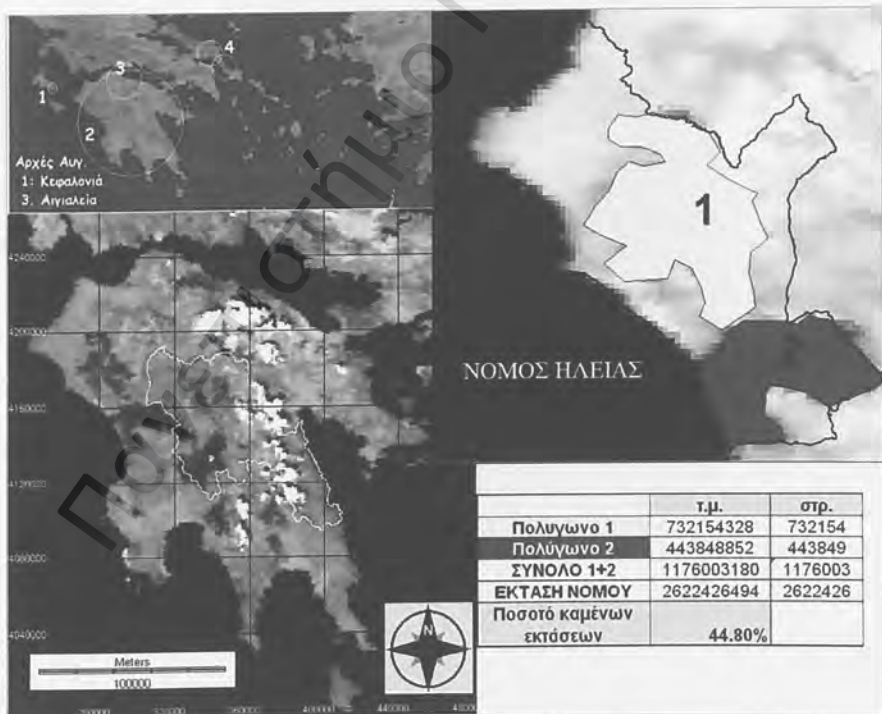 4
3
1
2
Αρχές Αυγ.
1: Κεφαλονιά
3. Αιγιαλεία
1
ΝΟΜΟΣ ΗΛΕΙΑΣ
4240000
4200000
4160000
4120000
4080000
4040000
Meters
100000
N
400000
τ.μ. στρ.
Πολυγωνο 1 732154328 732154
Πολύγωνο 2 443848852 443849
ΣΥΝΟΛΟ 1+2 1176003180 1176003
ΕΚΤΑΣΗ ΝΟΜΟΥ 2622426494 2622426
Ποσοτό καμένων
εκτάσεων 44.80%